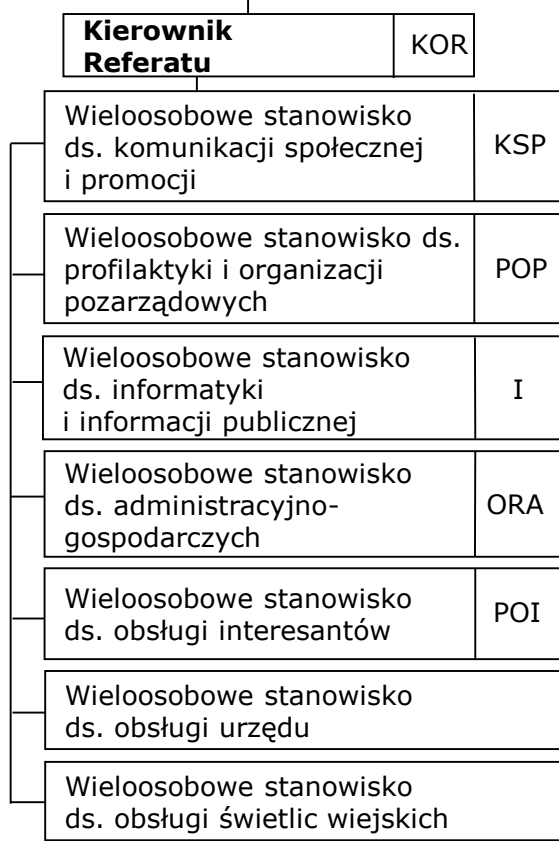 Kierownik
Referatu
KOR
Wieloosobowe stanowisko
ds. komunikacji społecznej
i promocji
KSP
Wieloosobowe stanowisko ds.
profilaktyki i organizacji
pozarządowych
POP
Wieloosobowe stanowisko
ds. informatyki
i informacji publicznej
I
Wieloosobowe stanowisko
ds. administracyjno-
gospodarczych
ORA
Wieloosobowe stanowisko
ds. obsługi interesantów
POI
Wieloosobowe stanowisko
ds. obsługi urzędu
Wieloosobowe stanowisko
ds. obsługi świetlic wiejskich